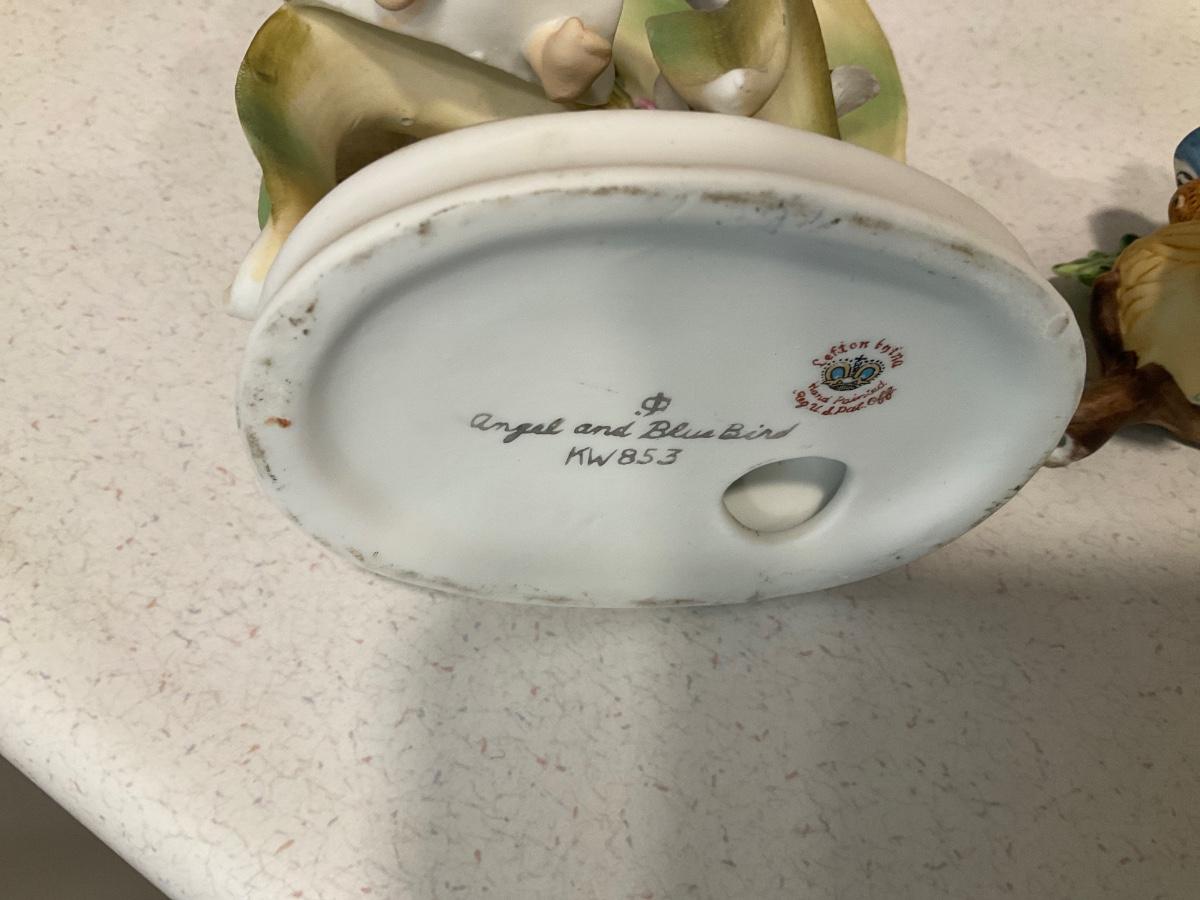 Lefton China
Hand Painted
Reg U.S. Pat. Off
Angel and Blue Bird
KW853